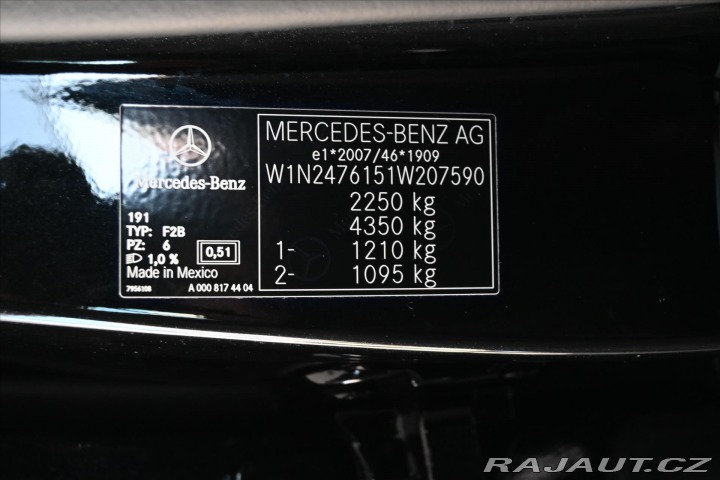 MERCEDES-BENZ AG
e1*2007/46*1909
W1N2476151W207590
2250 kg
4350 kg
1- 1210 kg
2- 1095 kg
Mercedes-Benz
191
TYP: F2B
PZ: 6
1,0 % 0,51
Made in Mexico
7956108 A 000 817 44 04
RAJAUT.CZ